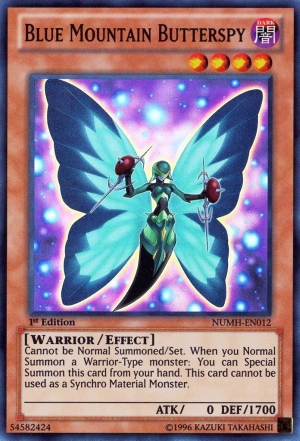 BLUE MOUNTAIN BUTTERSPY
DARK
闇
1st Edition
NUMH-EN012
[WARRIOR/EFFECT]
Cannot be Normal Summoned/Set. When you Normal
Summon a Warrior-Type monster: You can Special
Summon this card from your hand. This card cannot
be used as a Synchro Material Monster.
ATK/ 0 DEF/1700
54582424
©1996 KAZUKI TAKAHASHI